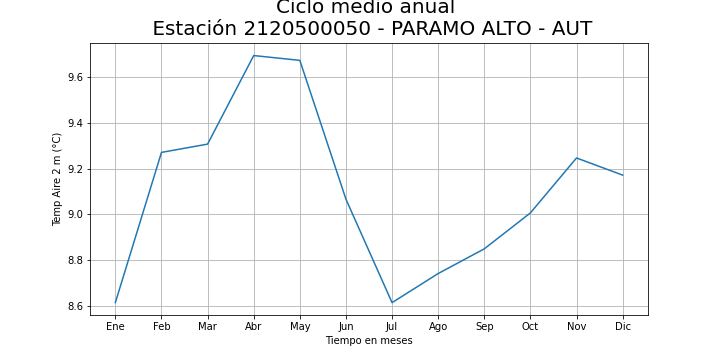 Ciclo medio anual
Estación 2120500050 - PARAMO ALTO - AUT
Temp Aire 2 m (°C)
9.6
9.4
9.2
9.0
8.8
8.6
Ene Feb Mar Abr May Jun Jul Ago Sep Oct Nov Dic
Tiempo en meses